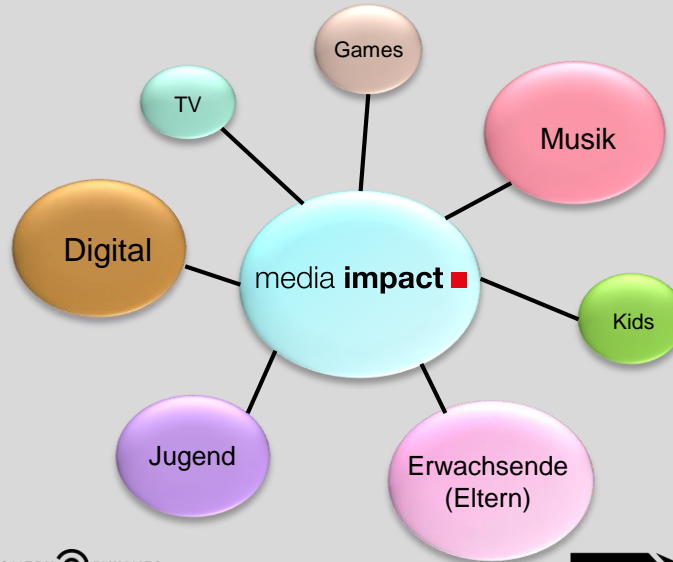 Games
TV
Musik
Digital
media impact
Kids
Jugend
Erwachsende
(Eltern)